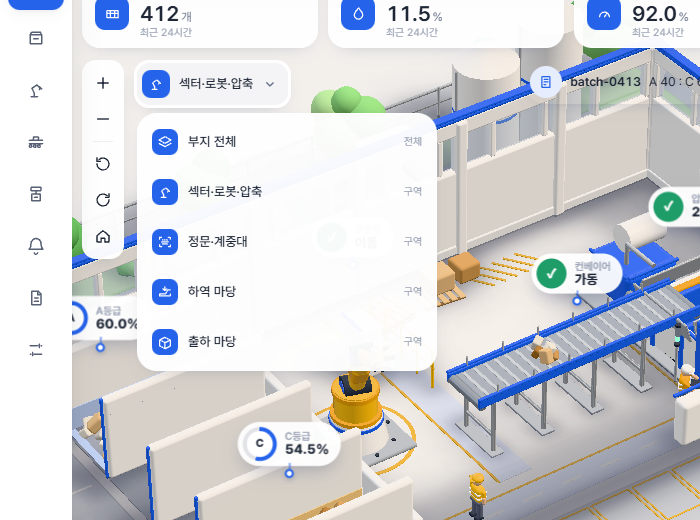 412 개
최근 24시간
11.5 %
최근 24시간
92.0 %
최근 24시간
섹터·로봇·압축
batch-0413 A 40 : C
부지 전체 전체
섹터·로봇·압축 구역
정문·계중대 구역
하역 마당 구역
출하 마당 구역
컨베이어
가동
A등급
60.0%
C
C등급
54.5%